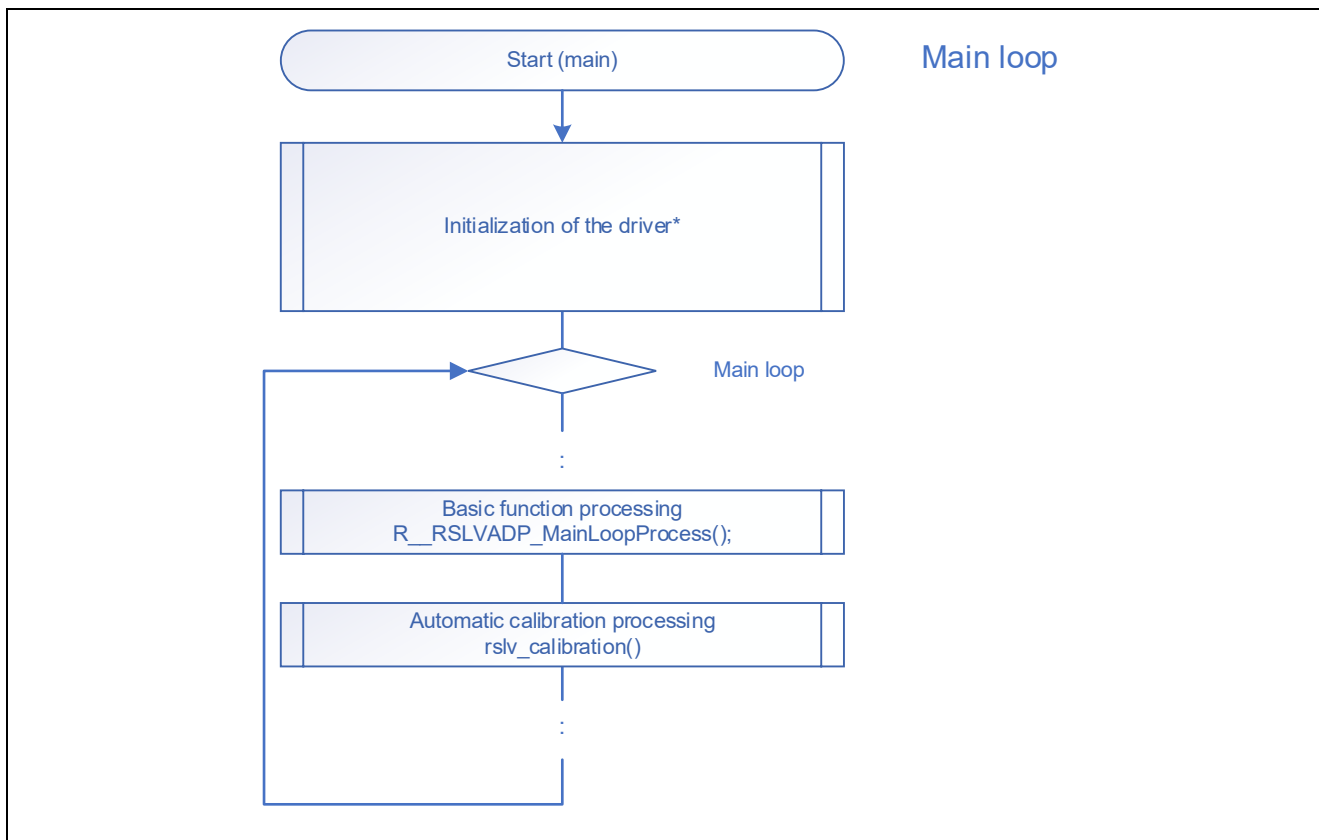 Start (main)
Main loop
Initialization of the driver*
Main loop
:
Basic function processing
R__RSLVADP_MainLoopProcess();
Automatic calibration processing
rslv_calibration()
: